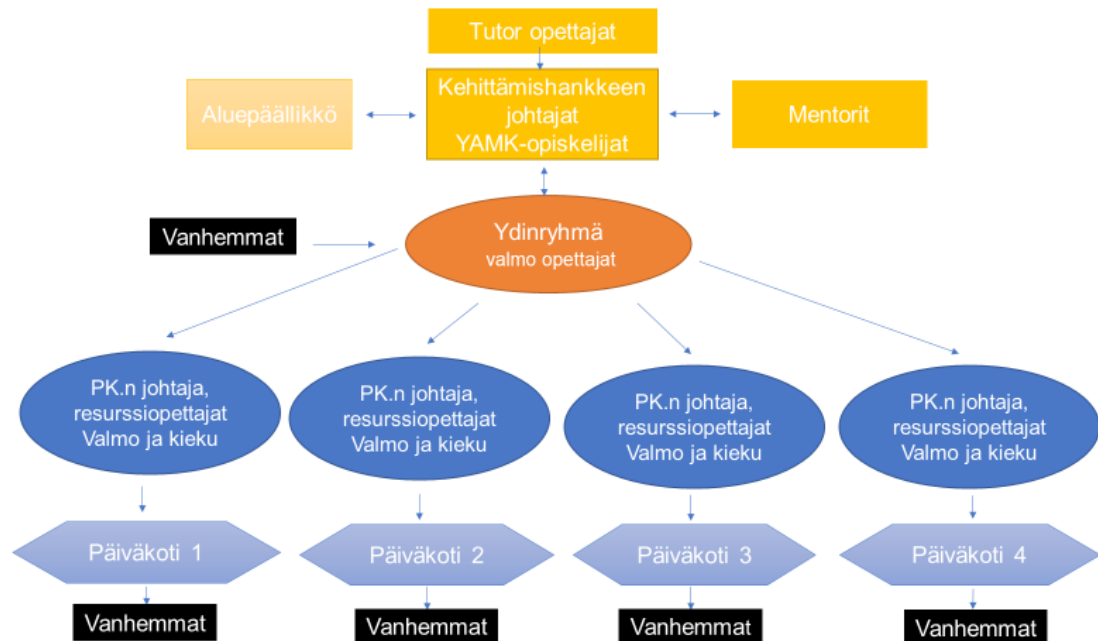 Tutor opettajat
Aluepäällikkö
Kehittämishankkeen
johtajat
YAMK-opiskelijat
Mentorit
Vanhemmat
Ydinryhmä
valmo opettajat
PK.n johtaja,
resurssiopettajat
Valmo ja kieku
PK.n johtaja,
resurssiopettajat
Valmo ja kieku
PK.n johtaja,
resurssiopettajat
Valmo ja kieku
PK.n johtaja,
resurssiopettajat
Valmo ja kieku
Päiväkoti 1
Päiväkoti 2
Päiväkoti 3
Päiväkoti 4
Vanhemmat
Vanhemmat
Vanhemmat
Vanhemmat